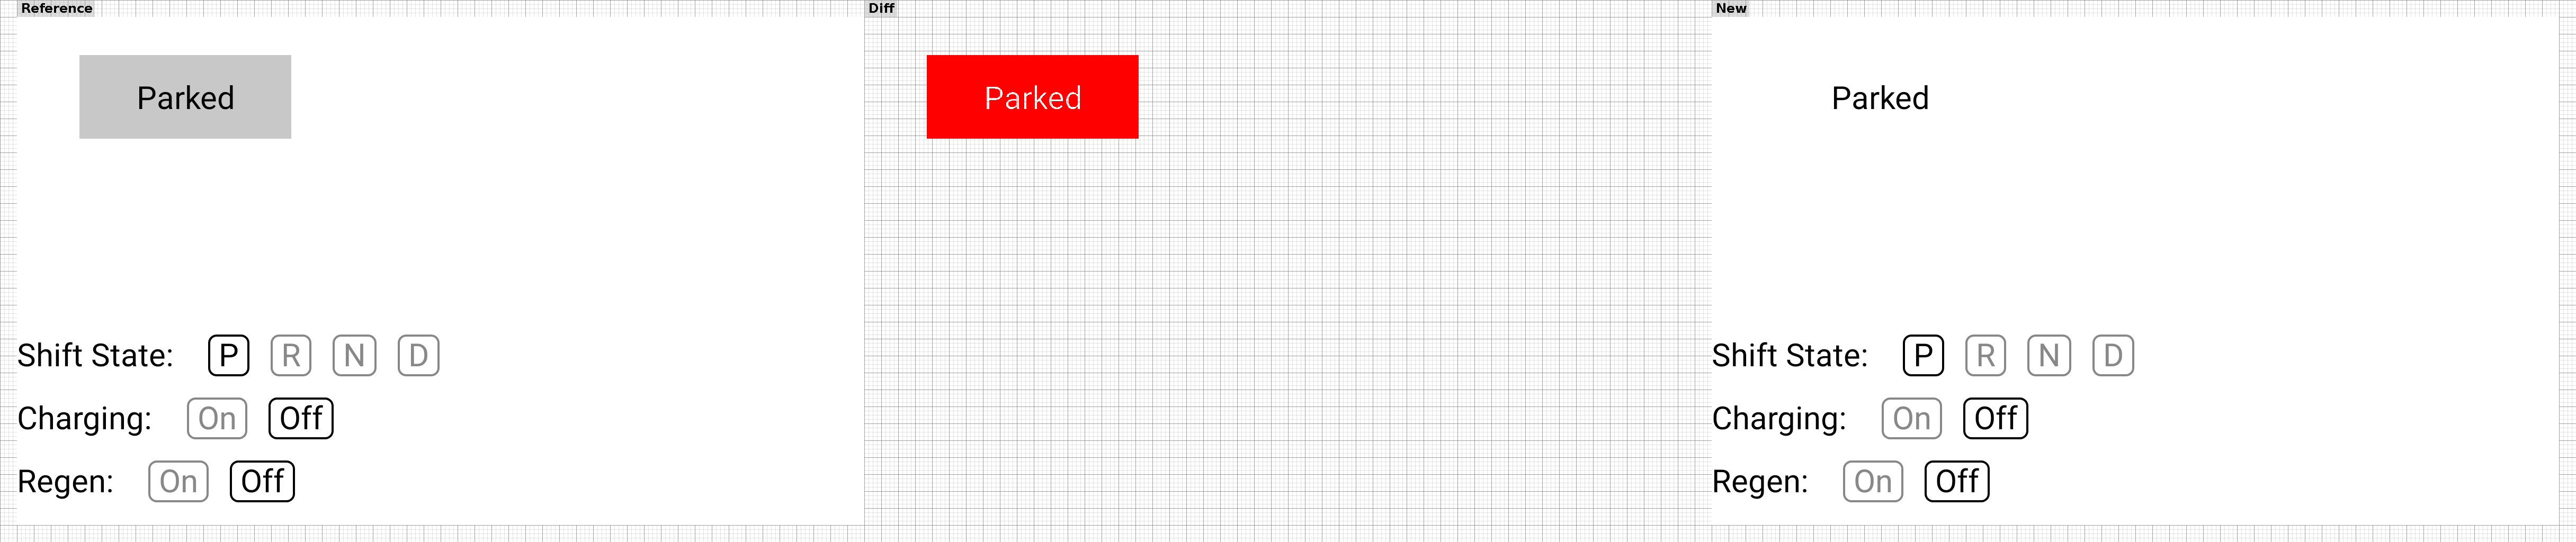 Reference
Diff
New
Parked
Parked
Parked
Shift State: P R N D
Charging: On Off
Regen: On Off
Shift State: P R N D
Charging: On Off
Regen: On Off